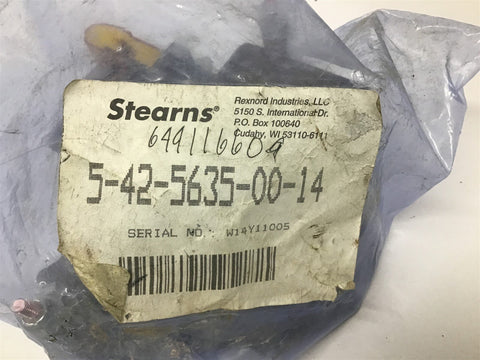 Stearns®
Rexnord Industries, LLC
5150 S. International Dr.
P.O. Box 100640
Cudahy, WI 53110-6111
5-42-5635-00-14
SERIAL NO.: W14Y11005